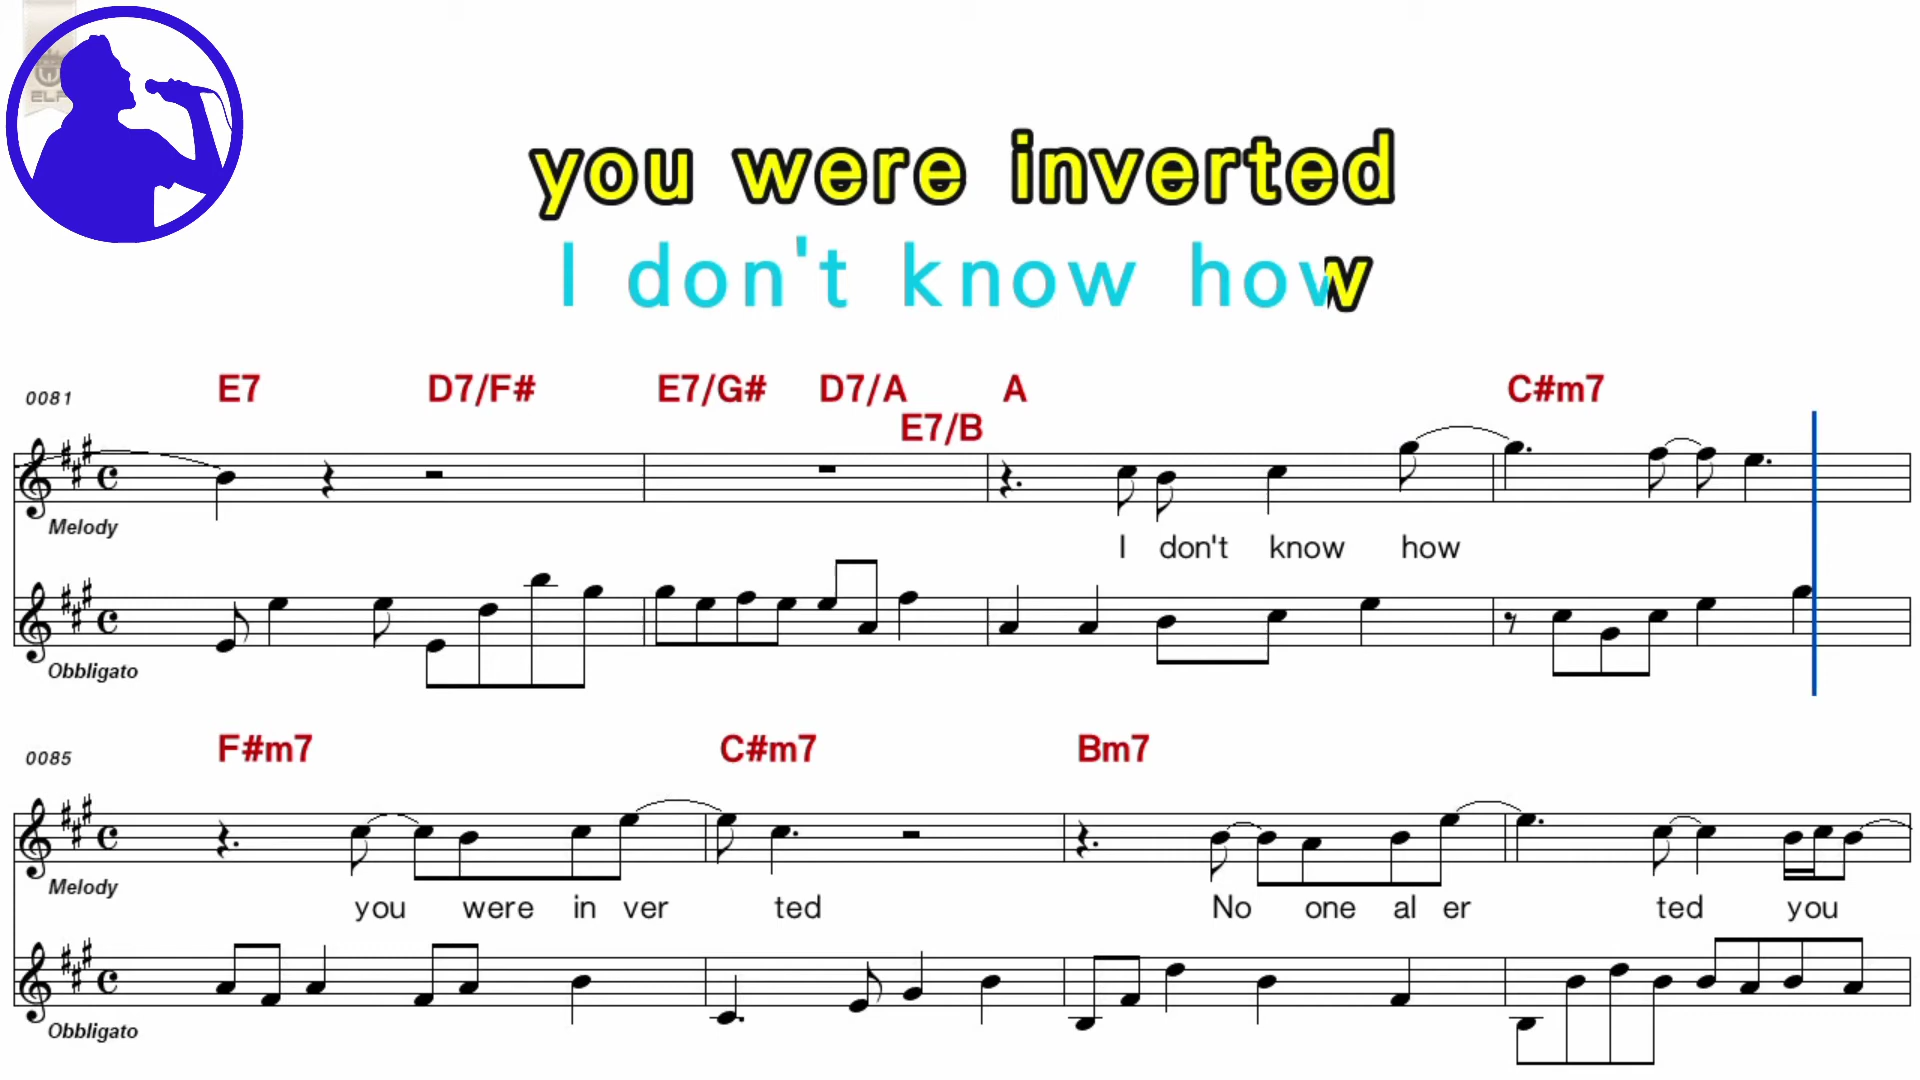 ELF
you were inverted
I don't know how
0081 E7 D7/F# E7/G# D7/A E7/B A C#m7
Melody
I don't know how
Obbligato
0085 F#m7 C#m7 Bm7
Melody
you were in ver ted No one al er ted you
Obbligato